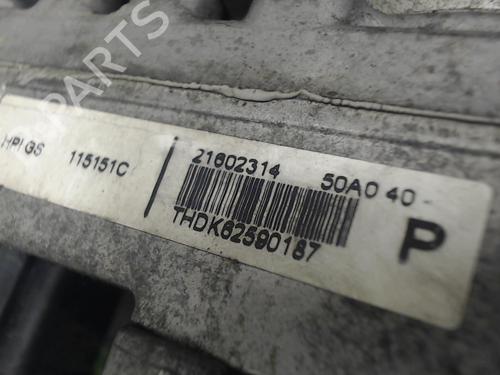 PARTS
HPI GS 115151C
21602314 50A0 40 -
THDK62590187
P